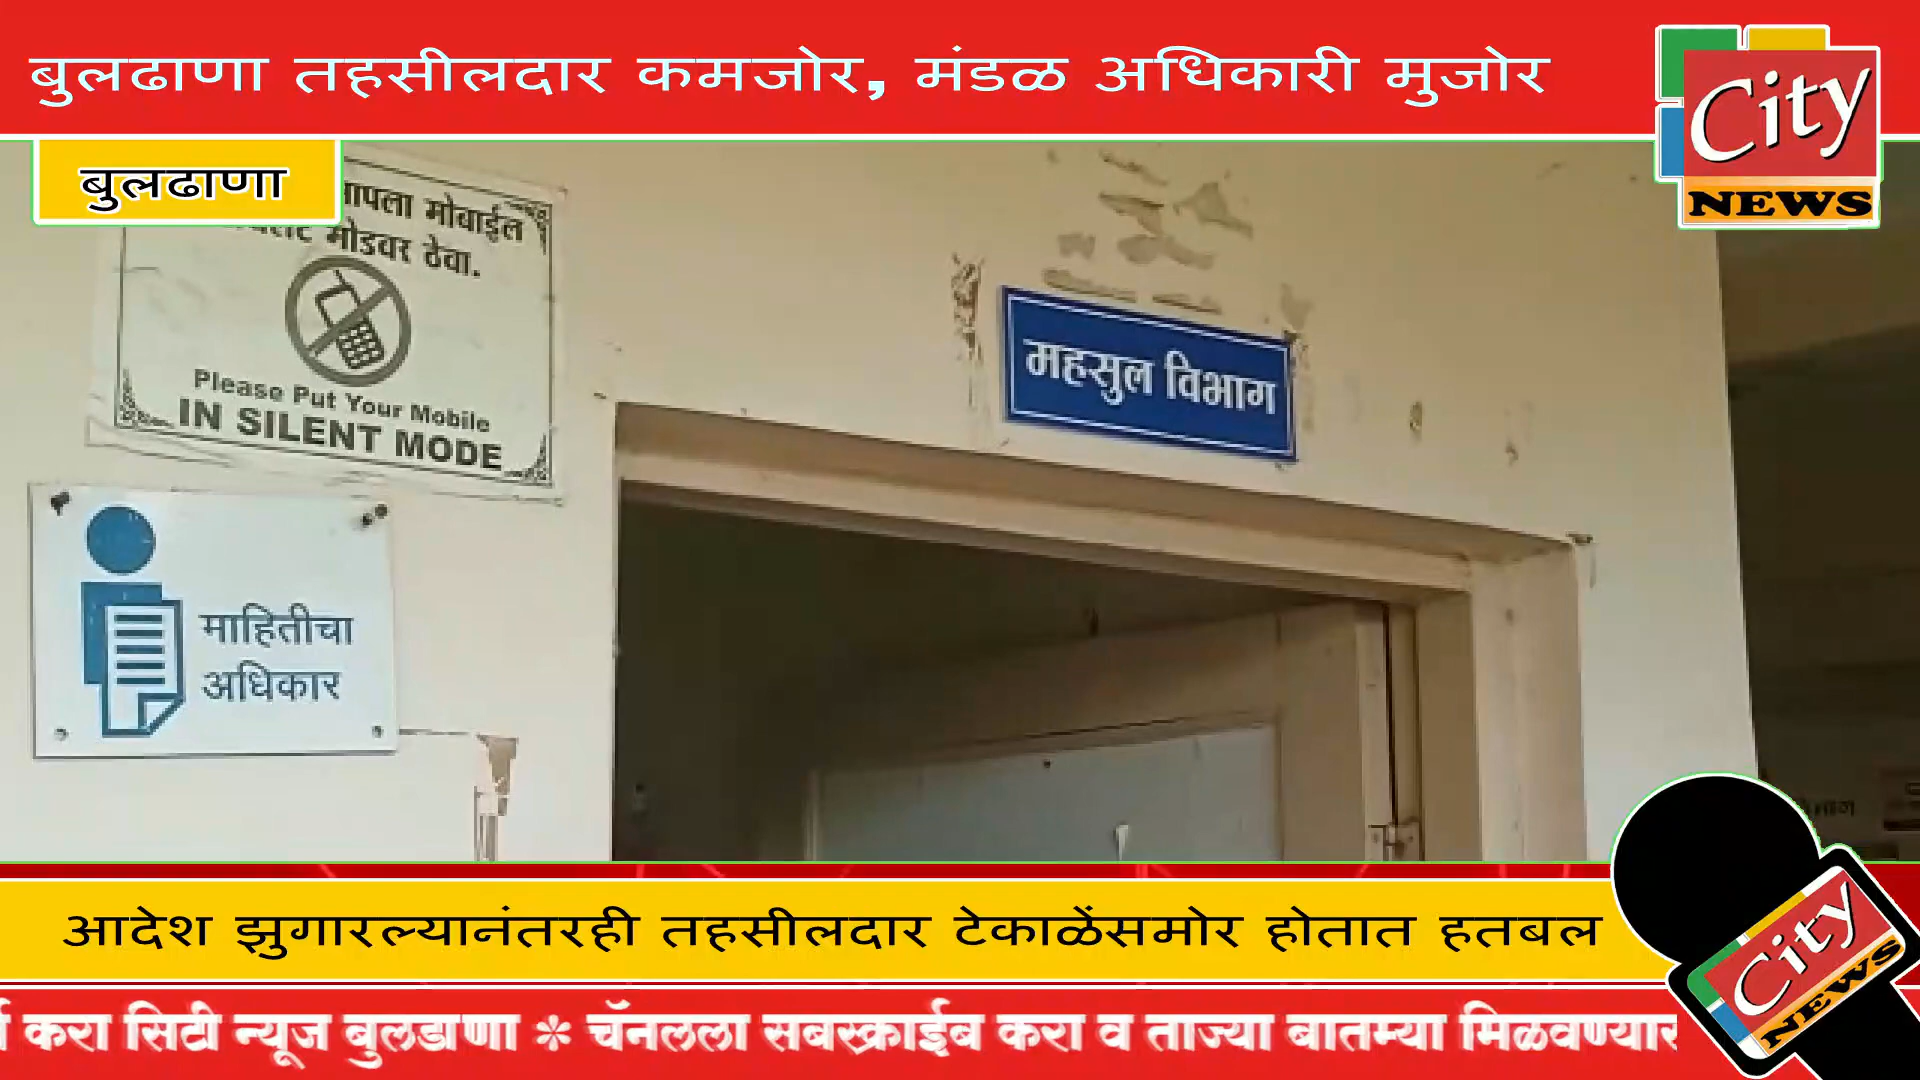 बुलढाणा तहसीलदार कमजोर, मंडळ अधिकारी मुजोर
City
NEWS
बुलढाणा
आपला मोबाईल
मोडवर ठेवा.
Please Put Your Mobile
IN SILENT MODE
महसुल विभाग
माहितीचा
अधिकार
आदेश झुगारल्यानंतरही तहसीलदार टेकाळेंसमोर होतात हतबल
City
NEWS
करा सिटी न्यूज बुलडाणा * चॅनलला सबस्क्राईब करा व ताज्या बातम्या